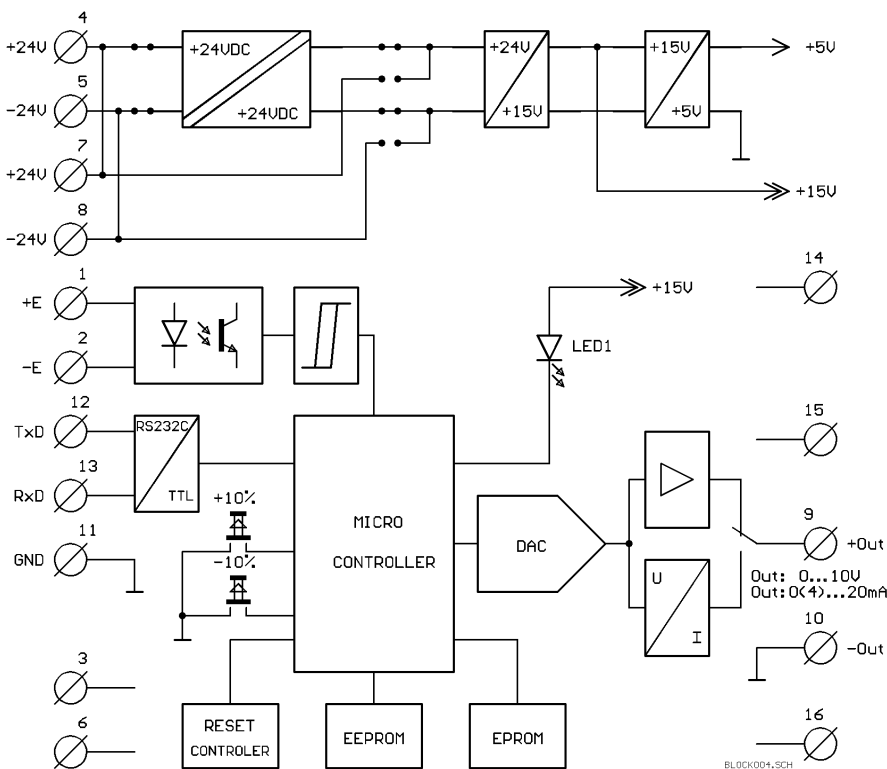 4
+24V
+24VDC
+24VDC
+24V
+15V
+15V
+5V
+5V
5
-24V
7
+24V
+15V
8
-24V
1
+E
2
-E
+15V
14
LED1
12
TxD
RS232C
TTL
13
RxD
15
+10%
-10%
11
GND
MICRO
CONTROLLER
DAC
9
+Out
Out: 0...10V
Out:0(4)...20mA
U
I
10
-Out
3
6
RESET
CONTROLER
EEPROM
EPROM
16
BLOCK004.SCH